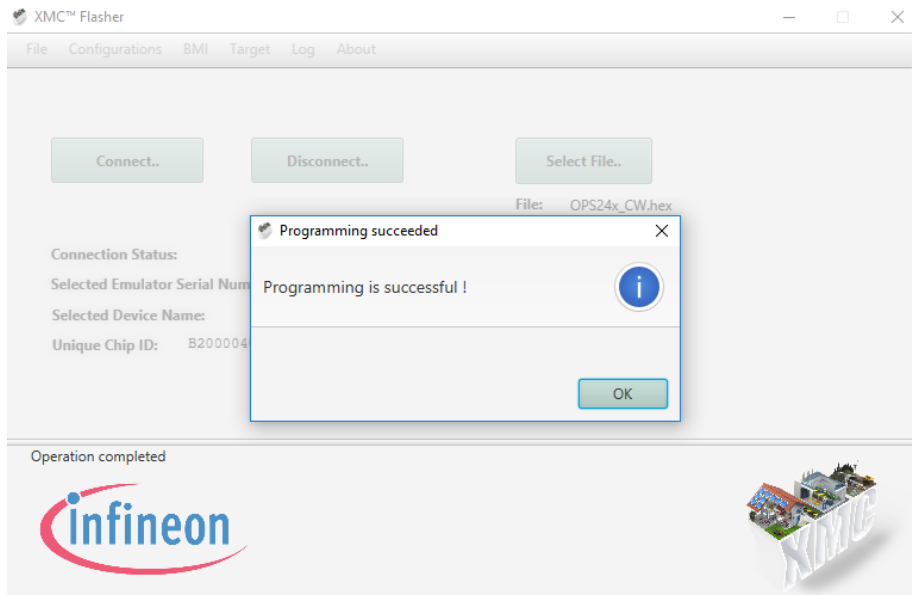 XMC™ Flasher
File Configurations BMI Target Log About
Connect.. Disconnect.. Select File..
File: OPS24x_CW.hex
Programming succeeded
Connection Status:
Selected Emulator Serial Num
Programming is successful !
Selected Device Name:
Unique Chip ID: B200004
OK
Operation completed
infineon
XMC